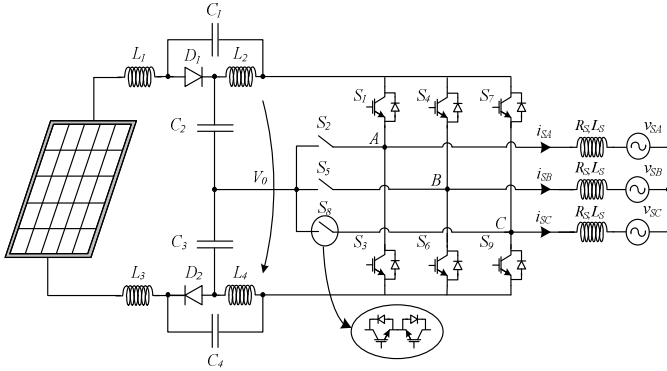 C1
L1 D1 L2
S1 S4 S7
C2 S2 A iSA RS,LS vSA
V0 S5 B iSB RS,LS vSB
S8 C iSC RS,LS vSC
C3 S3 S6 S9
L3 D2 L4
C4